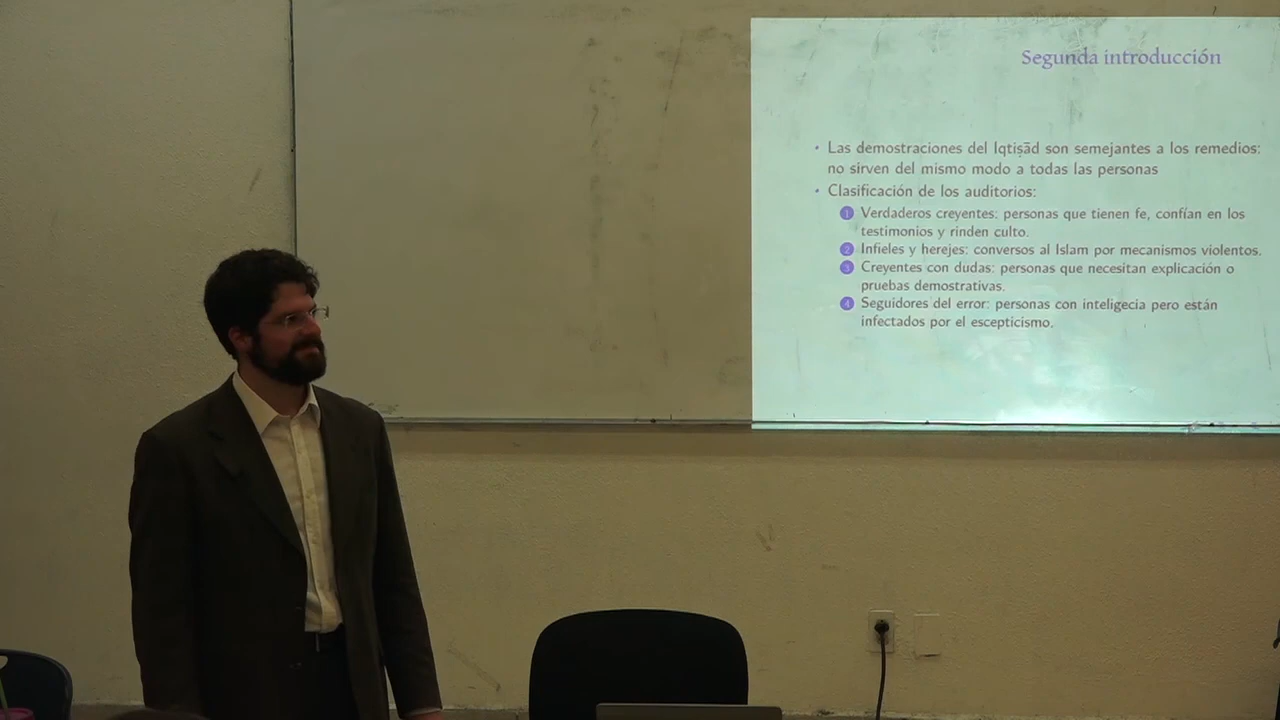 Segunda introducción
• Las demostraciones del Iqtiṣād son semejantes a los remedios:
no sirven del mismo modo a todas las personas
• Clasificación de los auditorios:
1 Verdaderos creyentes: personas que tienen fe, confían en los
testimonios y rinden culto.
2 Infieles y herejes: conversos al Islam por mecanismos violentos.
3 Creyentes con dudas: personas que necesitan explicación o
pruebas demostrativas.
4 Seguidores del error: personas con inteligecia pero están
infectados por el escepticismo.